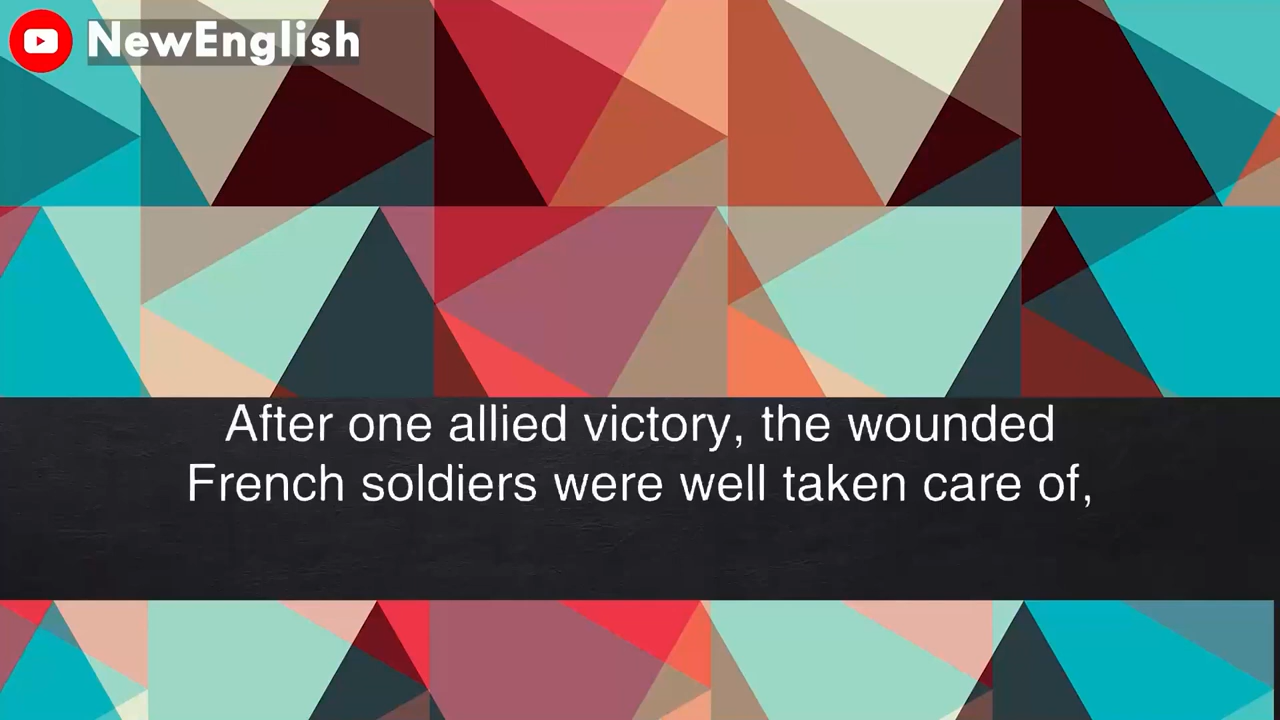 NewEnglish
After one allied victory, the wounded
French soldiers were well taken care of,